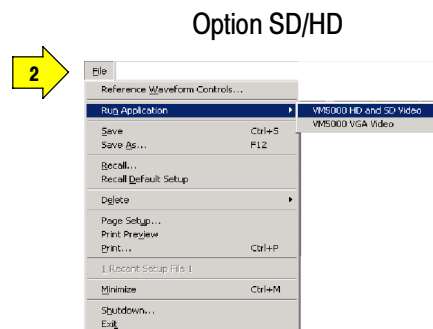 Option SD/HD
2
File
Reference Waveform Controls...
Run Application
VM5000 HD and SD Video
VM5000 VGA Video
Save Ctrl+S
Save As... F12
Recall...
Recall Default Setup
Delete
Page Setup...
Print Preview
Print... Ctrl+P
1 Recent Setup File 1
Minimize Ctrl+M
Shutdown...
Exit